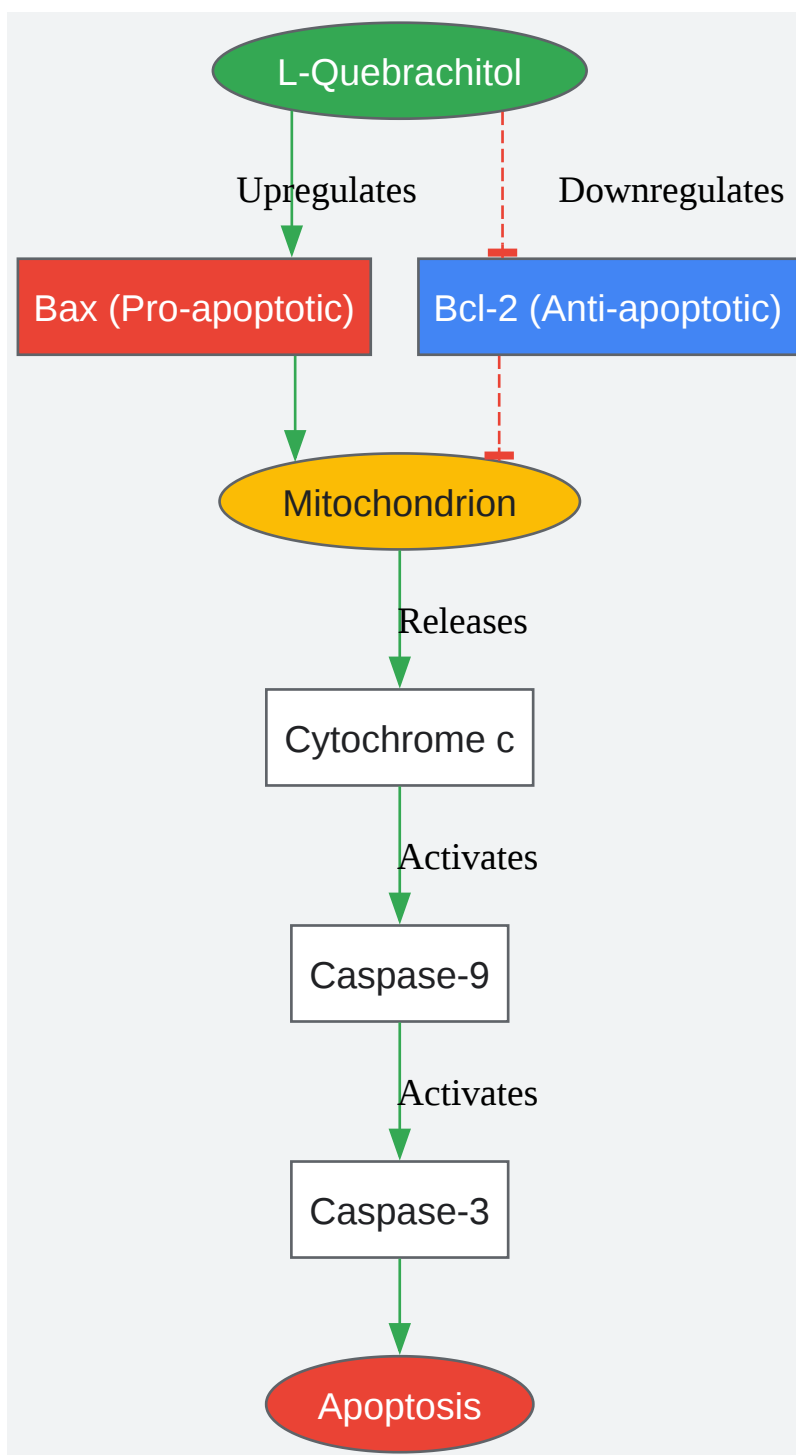 L-Quebrachitol
Upregulates
Downregulates
Bax (Pro-apoptotic)
Bcl-2 (Anti-apoptotic)
Mitochondrion
Releases
Cytochrome c
Activates
Caspase-9
Activates
Caspase-3
Apoptosis